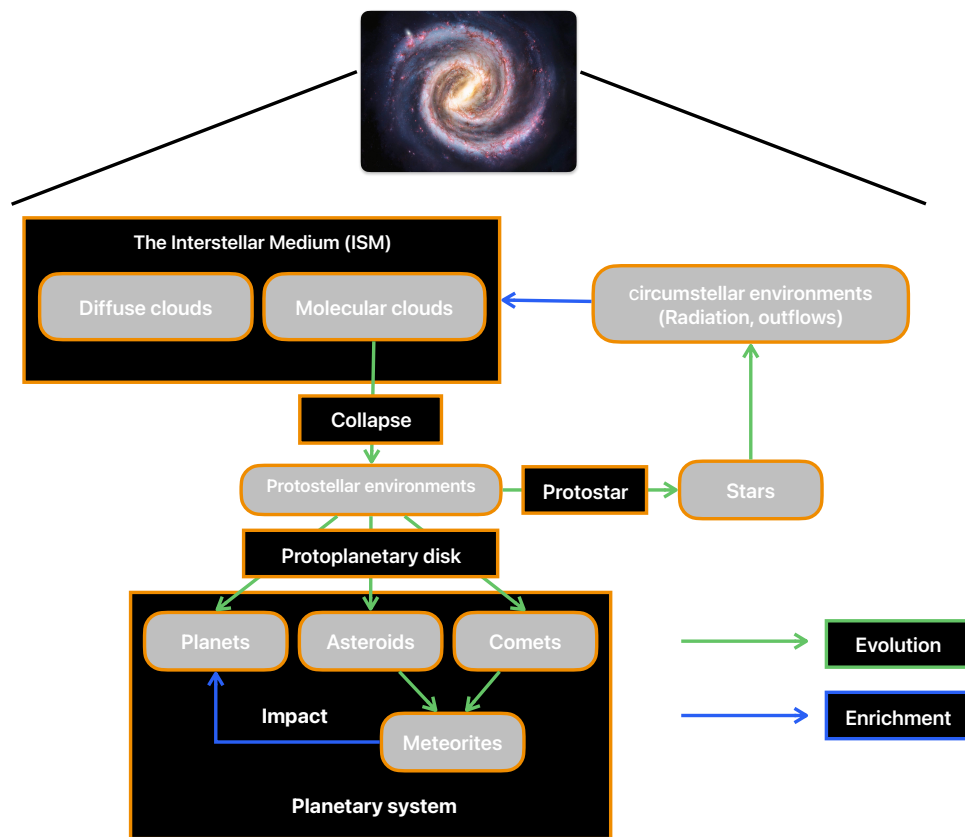 The Interstellar Medium (ISM)
Diffuse clouds
Molecular clouds
circumstellar environments
(Radiation, outflows)
Collapse
Protostellar environments
Protostar
Stars
Protoplanetary disk
Planets
Asteroids
Comets
Evolution
Impact
Enrichment
Meteorites
Planetary system